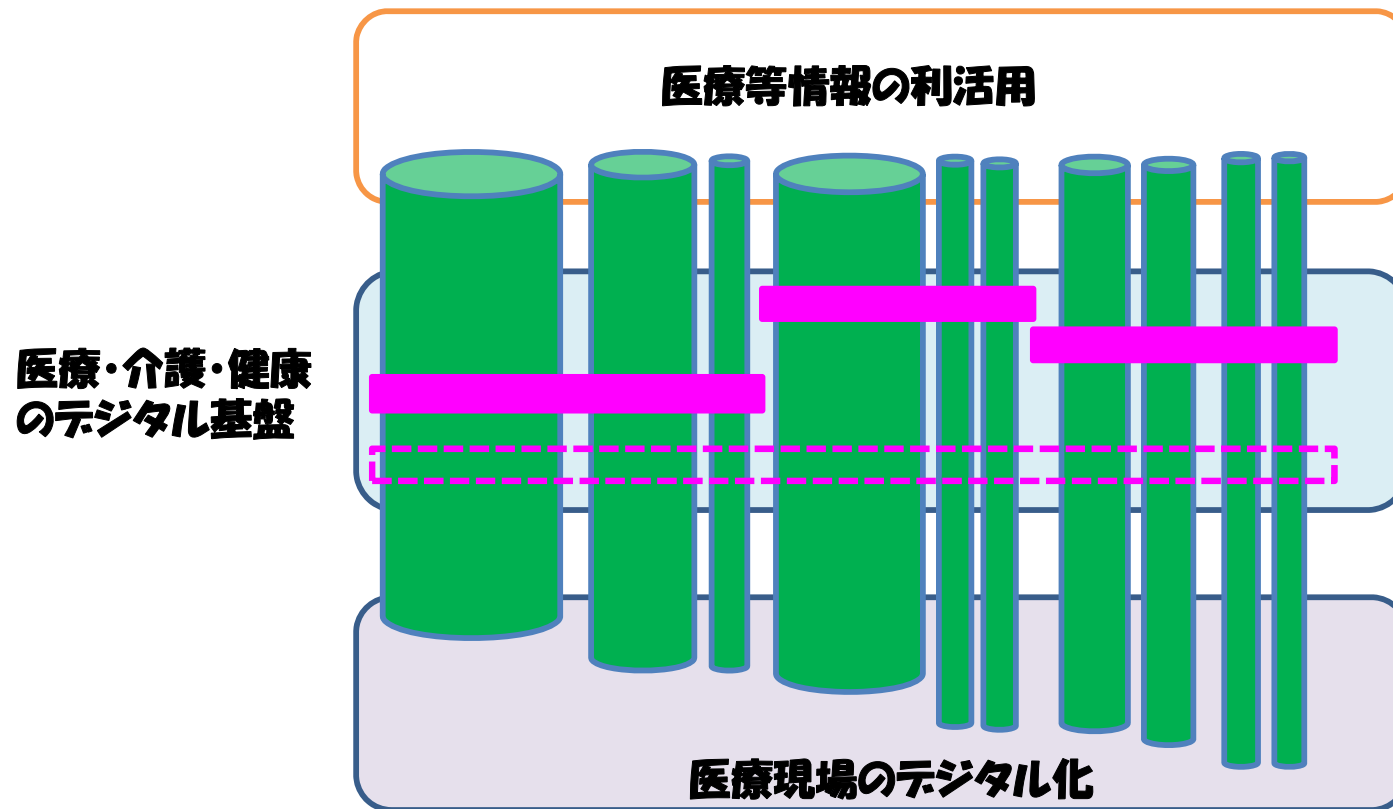 医療等情報の利活用
医療・介護・健康
のデジタル基盤
医療現場のデジタル化